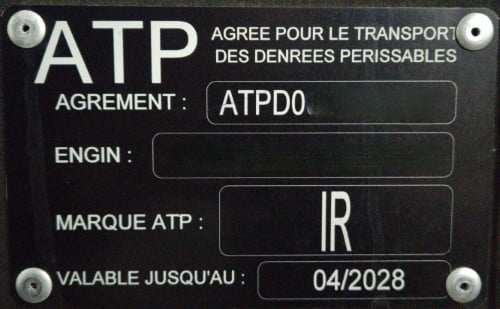 ATP AGREE POUR LE TRANSPORT
DES DENREES PERISSABLES
AGREMENT : ATPD0
ENGIN :
MARQUE ATP : IR
VALABLE JUSQU'AU : 04/2028